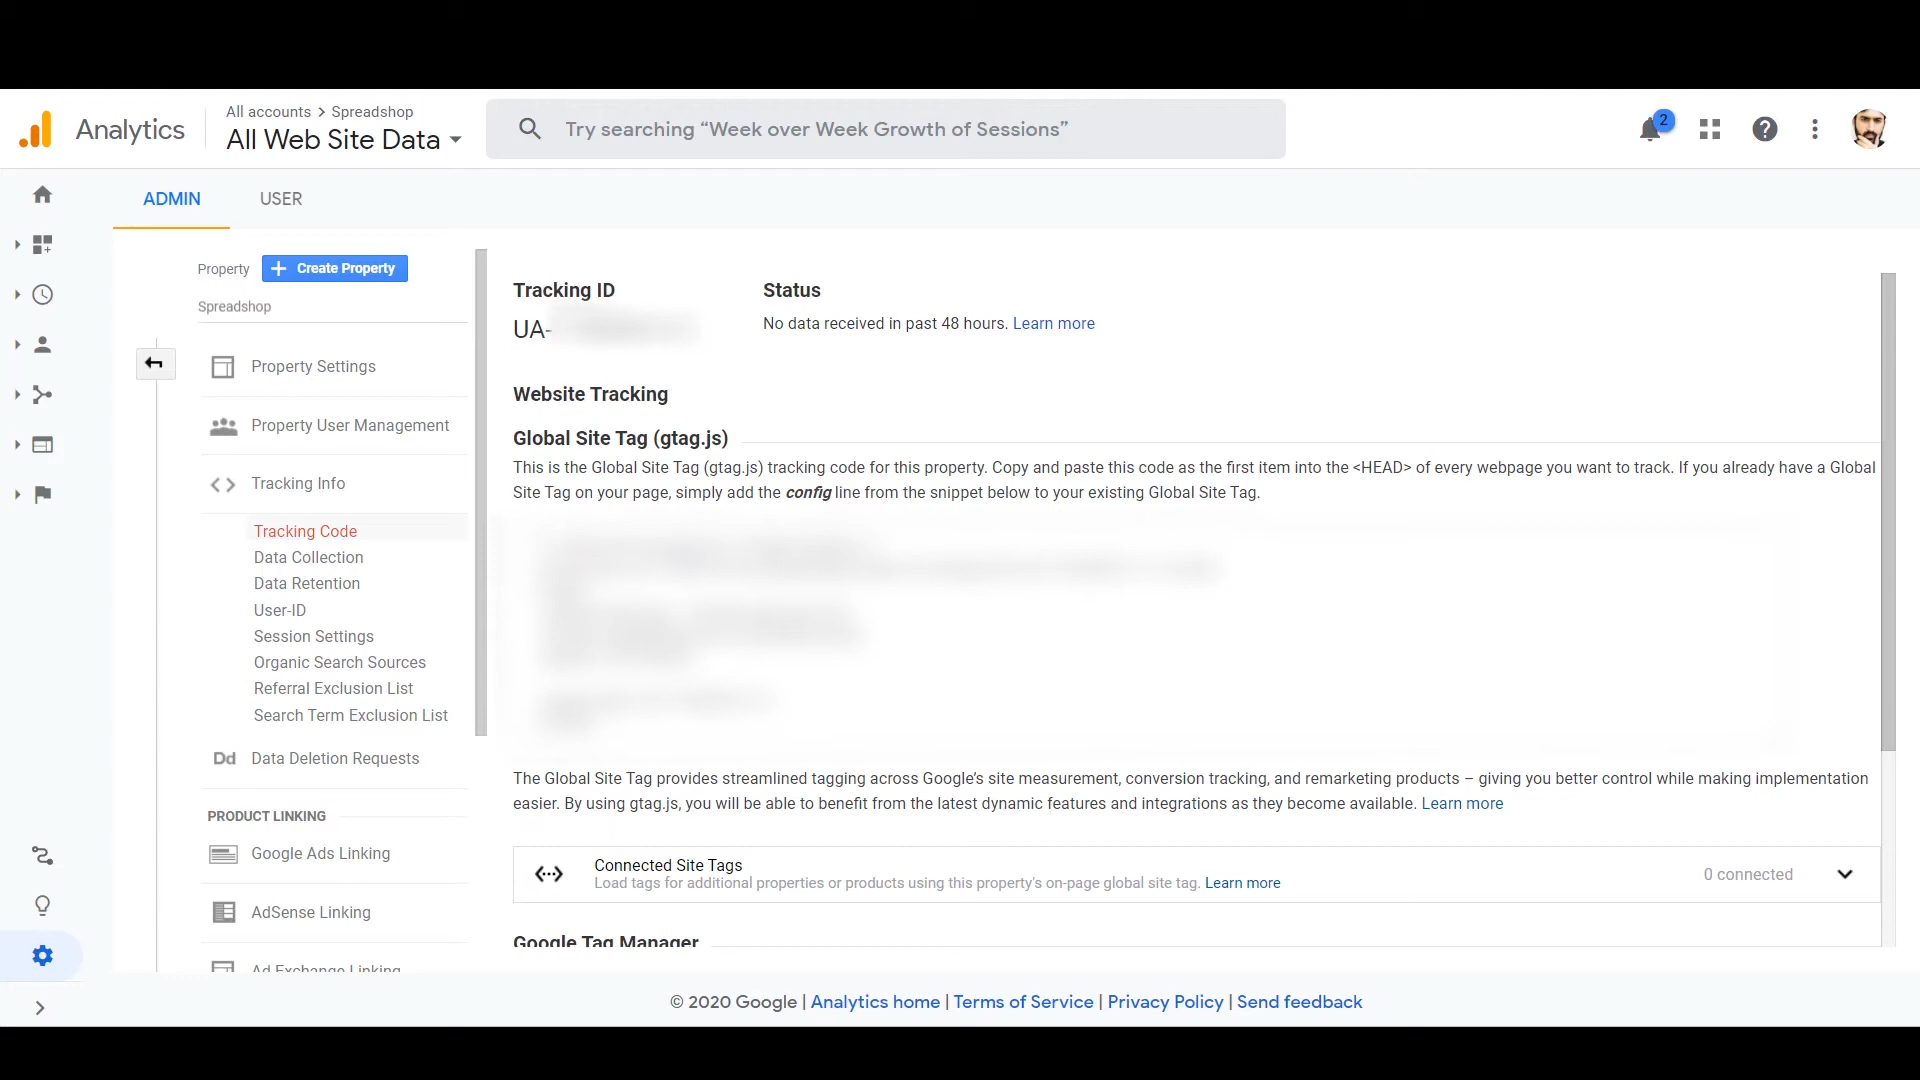 Analytics
All accounts > Spreadshop
All Web Site Data
Try searching “Week over Week Growth of Sessions”
2
ADMIN
USER
Property
Create Property
Spreadshop
Property Settings
Property User Management
Tracking Info
Tracking Code
Data Collection
Data Retention
User-ID
Session Settings
Organic Search Sources
Referral Exclusion List
Search Term Exclusion List
Dd Data Deletion Requests
PRODUCT LINKING
Google Ads Linking
AdSense Linking
Ad Exchange Linking
Tracking ID
UA-
Status
No data received in past 48 hours. Learn more
Website Tracking
Global Site Tag (gtag.js)
This is the Global Site Tag (gtag.js) tracking code for this property. Copy and paste this code as the first item into the <HEAD> of every webpage you want to track. If you already have a Global
Site Tag on your page, simply add the config line from the snippet below to your existing Global Site Tag.
The Global Site Tag provides streamlined tagging across Google’s site measurement, conversion tracking, and remarketing products – giving you better control while making implementation
easier. By using gtag.js, you will be able to benefit from the latest dynamic features and integrations as they become available. Learn more
Connected Site Tags
Load tags for additional properties or products using this property's on-page global site tag. Learn more
0 connected
Google Tag Manager
© 2020 Google | Analytics home | Terms of Service | Privacy Policy | Send feedback